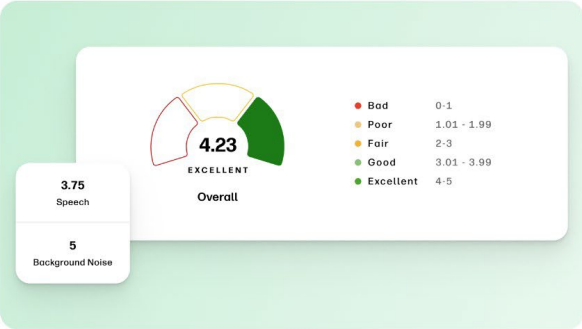 4.23
EXCELLENT
Overall
Bad 0-1
Poor 1.01 - 1.99
Fair 2-3
Good 3.01 - 3.99
Excellent 4-5
3.75
Speech
5
Background Noise